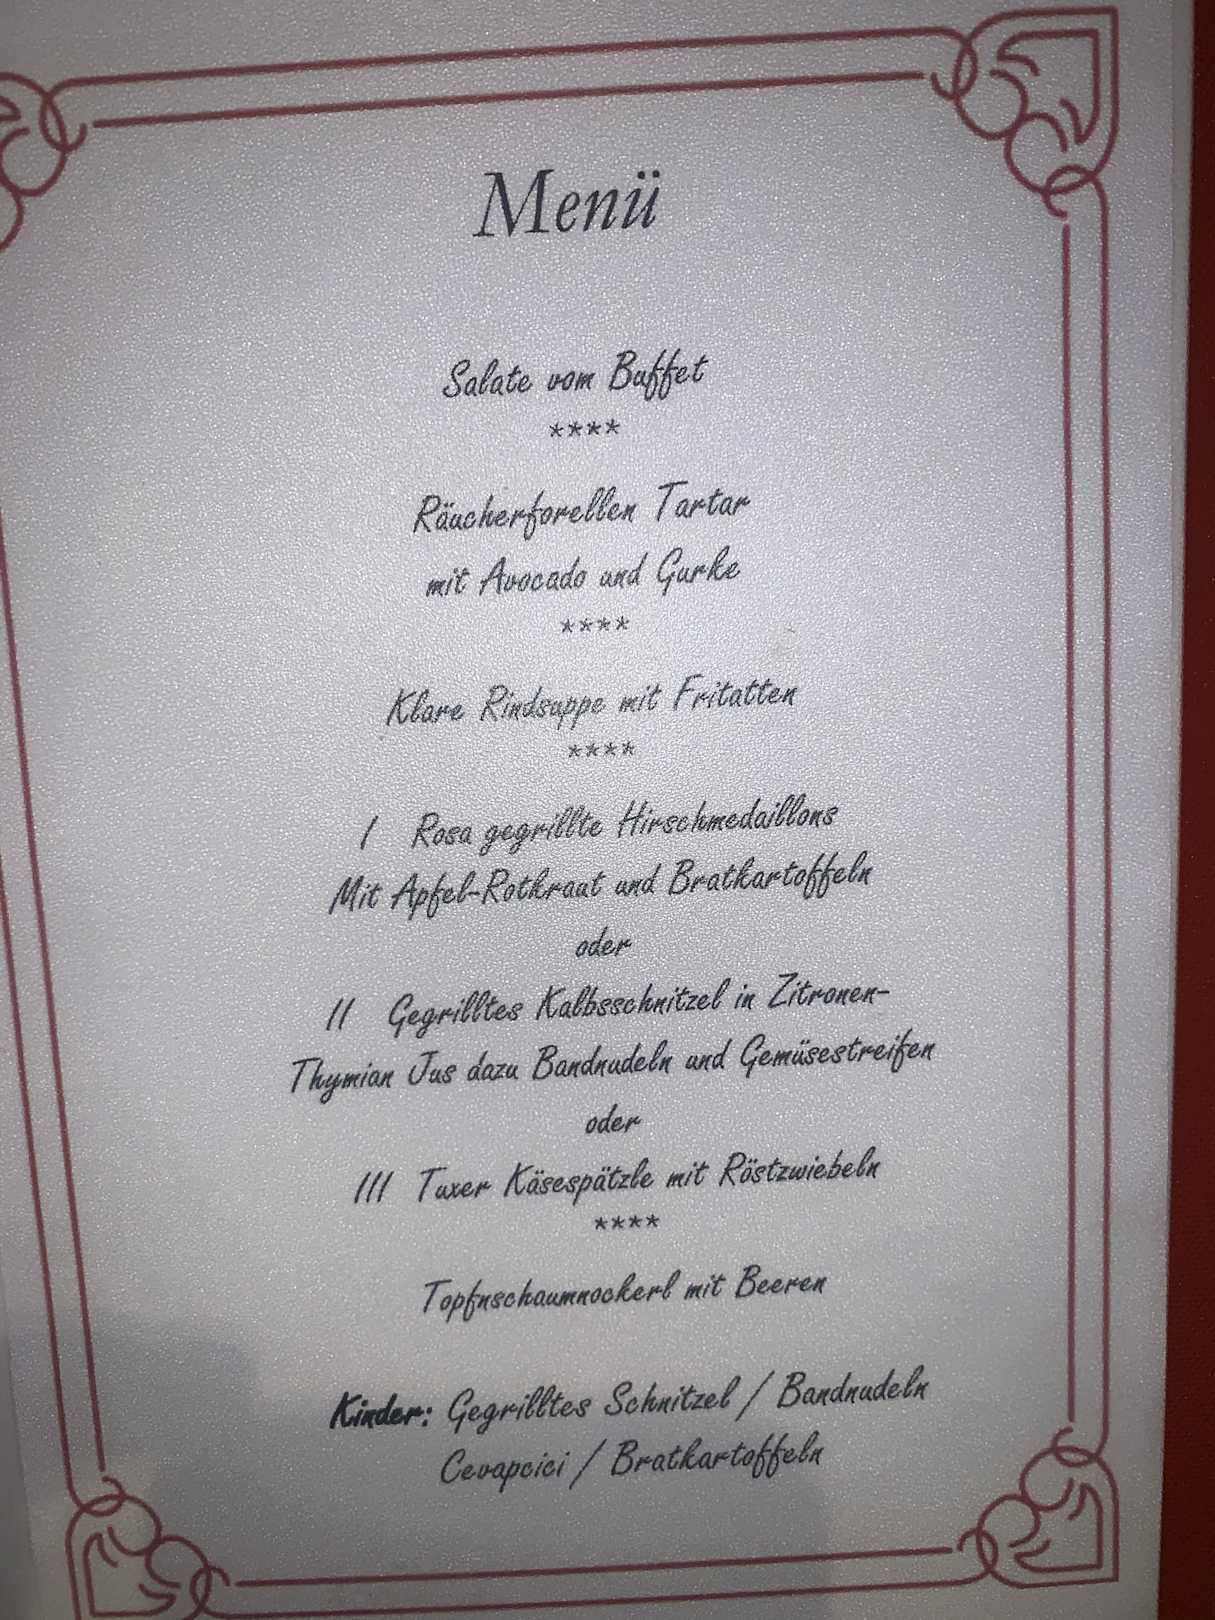 Menü
Salate vom Buffet
****
Räucherforellen Tartar
mit Avocado und Gurke
****
Klare Rindsuppe mit Fritatten
****
I Rosa gegrillte Hirschmedaillons
Mit Apfel-Rotkraut und Bratkartoffeln
oder
II Gegrilltes Kalbsschnitzel in Zitronen-
Thymian Jus dazu Bandnudeln und Gemüsestreifen
oder
III Tuxer Käsespätzle mit Röstzwiebeln
****
Topfnschaumnockerl mit Beeren
Kinder: Gegrilltes Schnitzel / Bandnudeln
Cevapcici / Bratkartoffeln